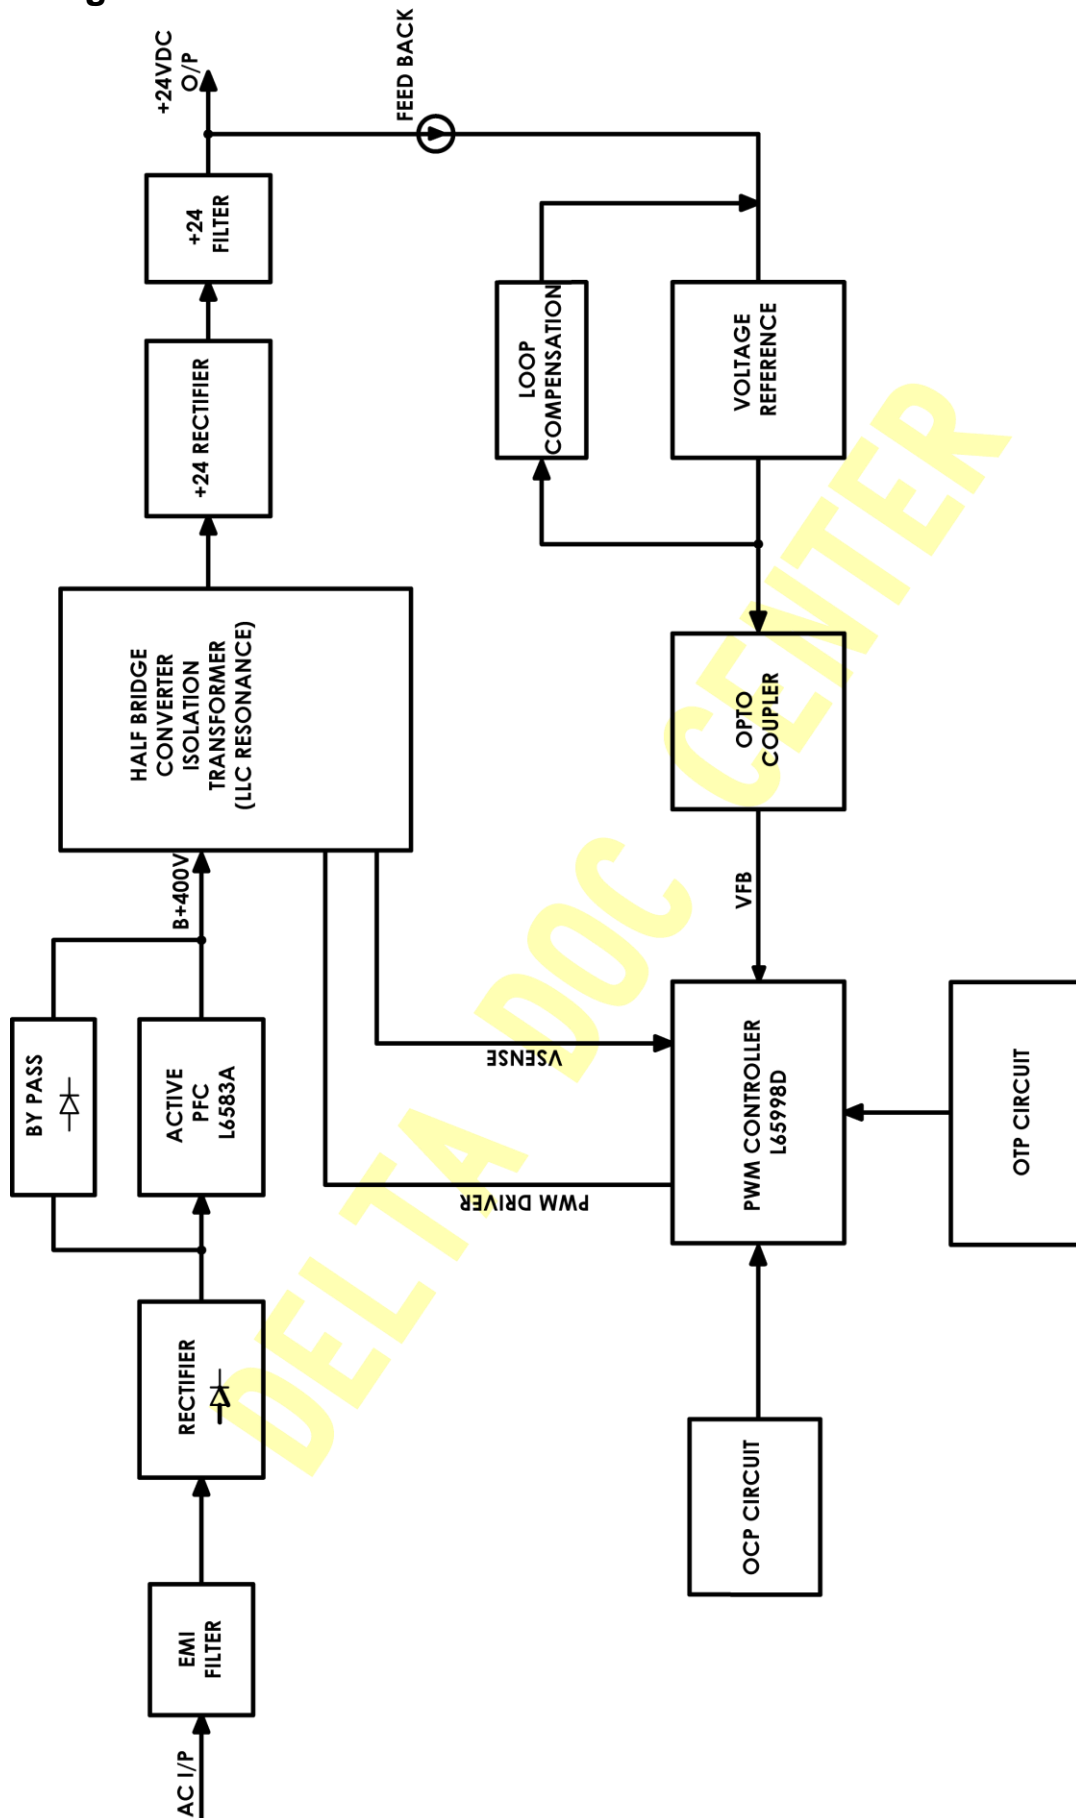 AC I/P
EMI
FILTER
RECTIFIER
BY PASS
ACTIVE
PFC
L6583A
B+400V
HALF BRIDGE
CONVERTER
ISOLATION
TRANSFORMER
(LLC RESONANCE)
+24 RECTIFIER
+24
FILTER
+24VDC
O/P
FEED BACK
LOOP
COMPENSATION
VOLTAGE
REFERENCE
OPTO
COUPLER
VFB
VSENSE
PWM DRIVER
PWM CONTROLLER
L65998D
OCP CIRCUIT
OTP CIRCUIT
DELTA DOC CENTER